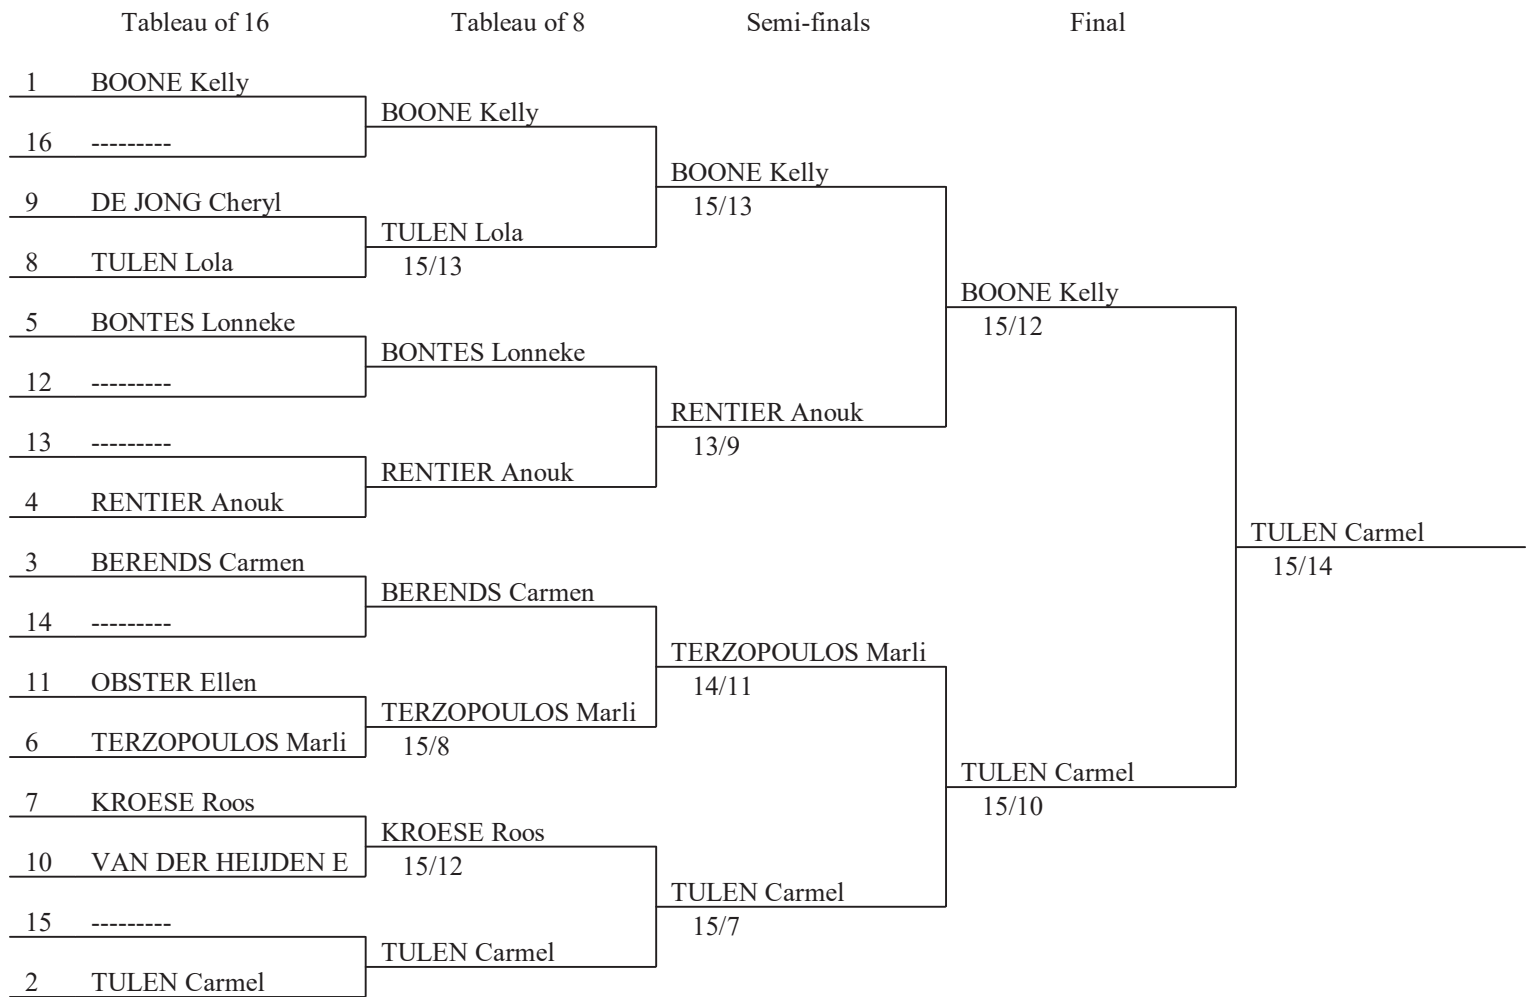 Tableau of 16 Tableau of 8 Semi-finals Final
1 BOONE Kelly
BOONE Kelly
16 ---------
BOONE Kelly
15/13
9 DE JONG Cheryl
TULEN Lola
15/13
8 TULEN Lola
BOONE Kelly
15/12
5 BONTES Lonneke
BONTES Lonneke
12 ---------
RENTIER Anouk
13/9
13 ---------
RENTIER Anouk
4 RENTIER Anouk
TULEN Carmel
15/14
3 BERENDS Carmen
BERENDS Carmen
14 ---------
TERZOPOULOS Marli
14/11
11 OBSTER Ellen
TERZOPOULOS Marli
15/8
6 TERZOPOULOS Marli
TULEN Carmel
15/10
7 KROESE Roos
KROESE Roos
15/12
10 VAN DER HEIJDEN E
TULEN Carmel
15/7
15 ---------
TULEN Carmel
2 TULEN Carmel